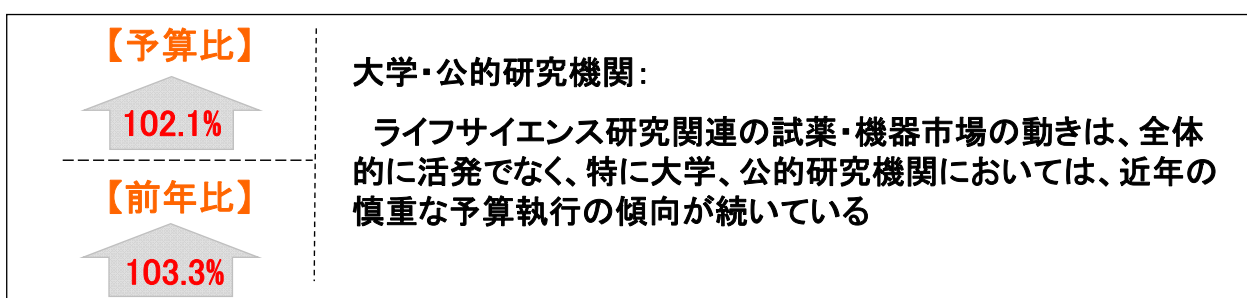 【予算比】
102.1%
【前年比】
103.3%
大学・公的研究機関：
ライフサイエンス研究関連の試薬・機器市場の動きは、全体
的に活発でなく、特に大学、公的研究機関においては、近年の
慎重な予算執行の傾向が続いている